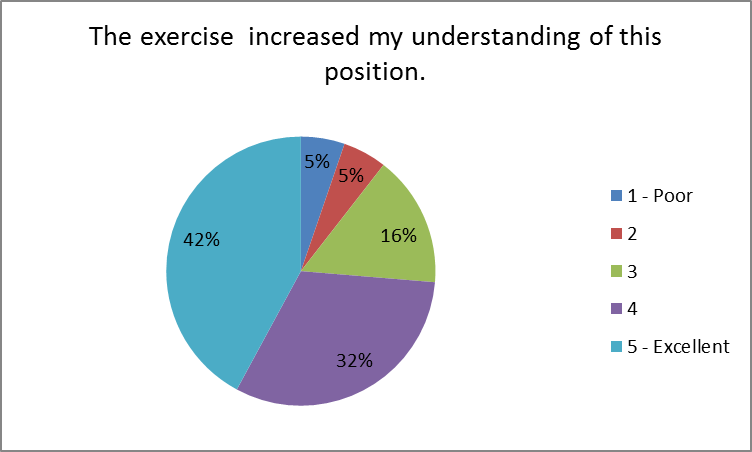 The exercise  increased my understanding of this
position.
5%
5%
16%
32%
42%
1 - Poor
2
3
4
5 - Excellent